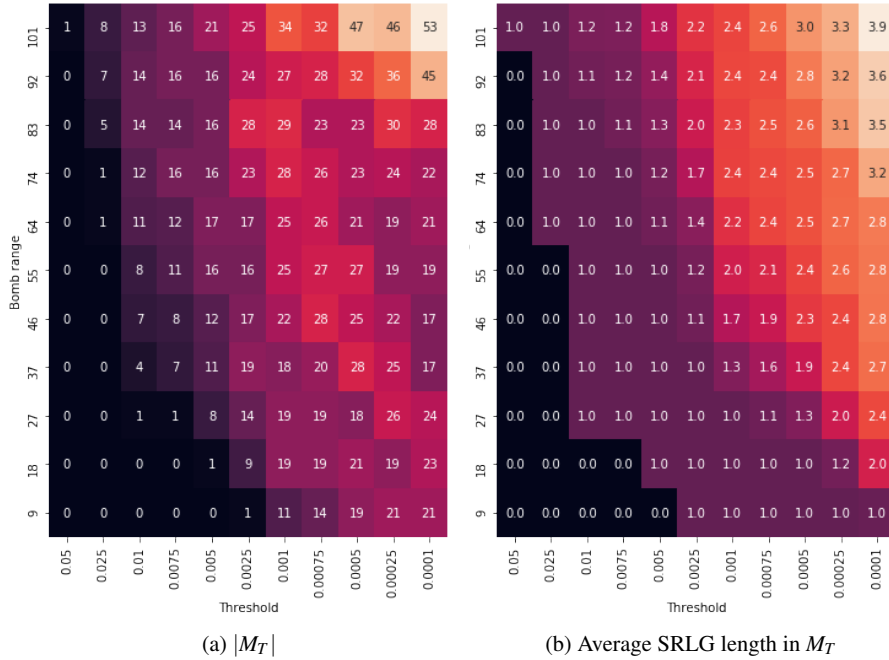 101 1 8 13 16 21 25 34 32 47 46 53
92 0 7 14 16 16 24 27 28 32 36 45
83 0 5 14 14 16 28 29 23 23 30 28
74 0 1 12 16 16 23 28 26 23 24 22
64 0 1 11 12 17 17 25 26 21 19 21
55 0 0 8 11 16 16 25 27 27 19 19
46 0 0 7 8 12 17 22 28 25 22 17
37 0 0 4 7 11 19 18 20 28 25 17
27 0 0 1 1 8 14 19 19 18 26 24
18 0 0 0 0 1 9 19 19 21 19 23
9 0 0 0 0 0 1 11 14 19 21 21
Bomb range
0.05 0.025 0.01 0.0075 0.005 0.0025 0.001 0.00075 0.0005 0.00025 0.0001
Threshold
(a) |M_T|
101 1.0 1.0 1.2 1.2 1.8 2.2 2.4 2.6 3.0 3.3 3.9
92 0.0 1.0 1.1 1.2 1.4 2.1 2.4 2.4 2.8 3.2 3.6
83 0.0 1.0 1.0 1.1 1.3 2.0 2.3 2.5 2.6 3.1 3.5
74 0.0 1.0 1.0 1.0 1.2 1.7 2.4 2.4 2.5 2.7 3.2
64 0.0 1.0 1.0 1.0 1.1 1.4 2.2 2.4 2.5 2.7 2.8
55 0.0 0.0 1.0 1.0 1.0 1.2 2.0 2.1 2.4 2.6 2.8
46 0.0 0.0 1.0 1.0 1.0 1.1 1.7 1.9 2.3 2.4 2.8
37 0.0 0.0 1.0 1.0 1.0 1.0 1.3 1.6 1.9 2.4 2.7
27 0.0 0.0 1.0 1.0 1.0 1.0 1.0 1.1 1.3 2.0 2.4
18 0.0 0.0 0.0 0.0 1.0 1.0 1.0 1.0 1.0 1.2 2.0
9 0.0 0.0 0.0 0.0 0.0 1.0 1.0 1.0 1.0 1.0 1.0
0.05 0.025 0.01 0.0075 0.005 0.0025 0.001 0.00075 0.0005 0.00025 0.0001
Threshold
(b) Average SRLG length in M_T